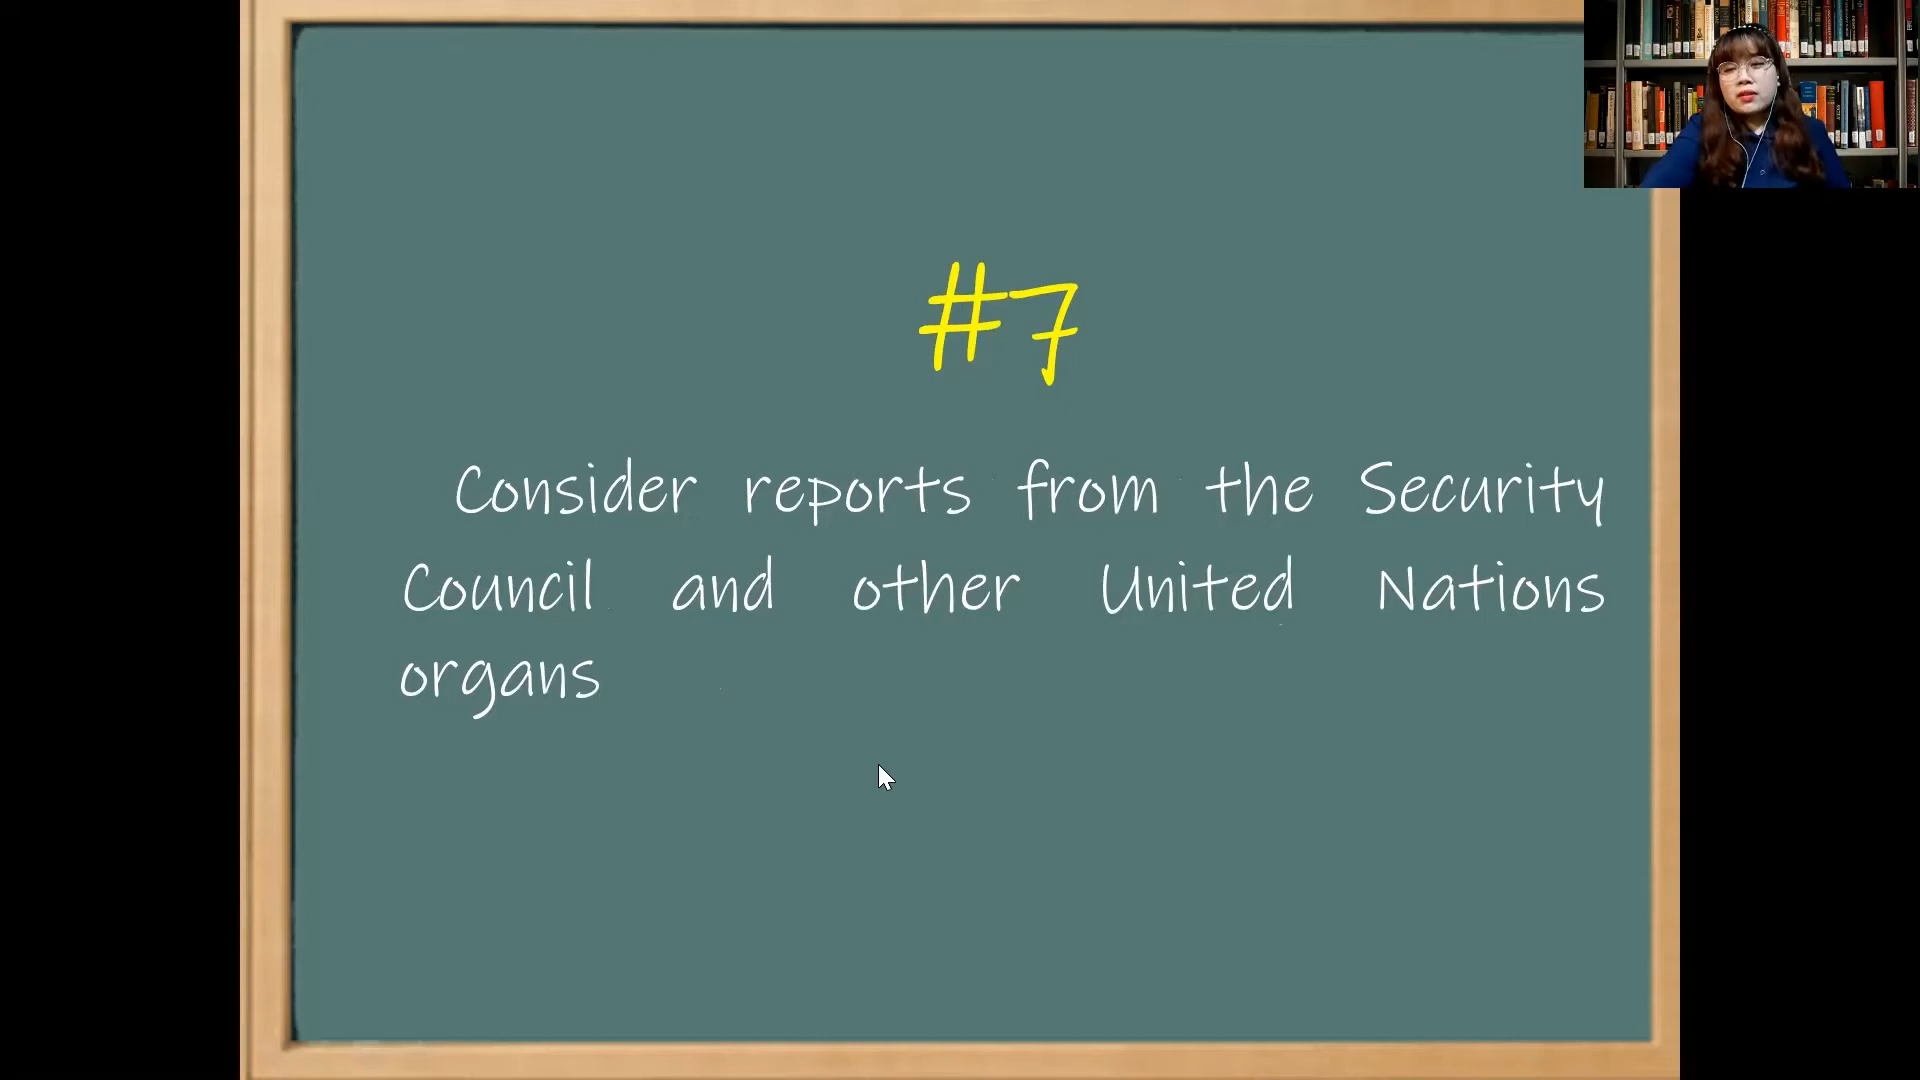 #7
Consider reports from the Security
Council and other United Nations
organs